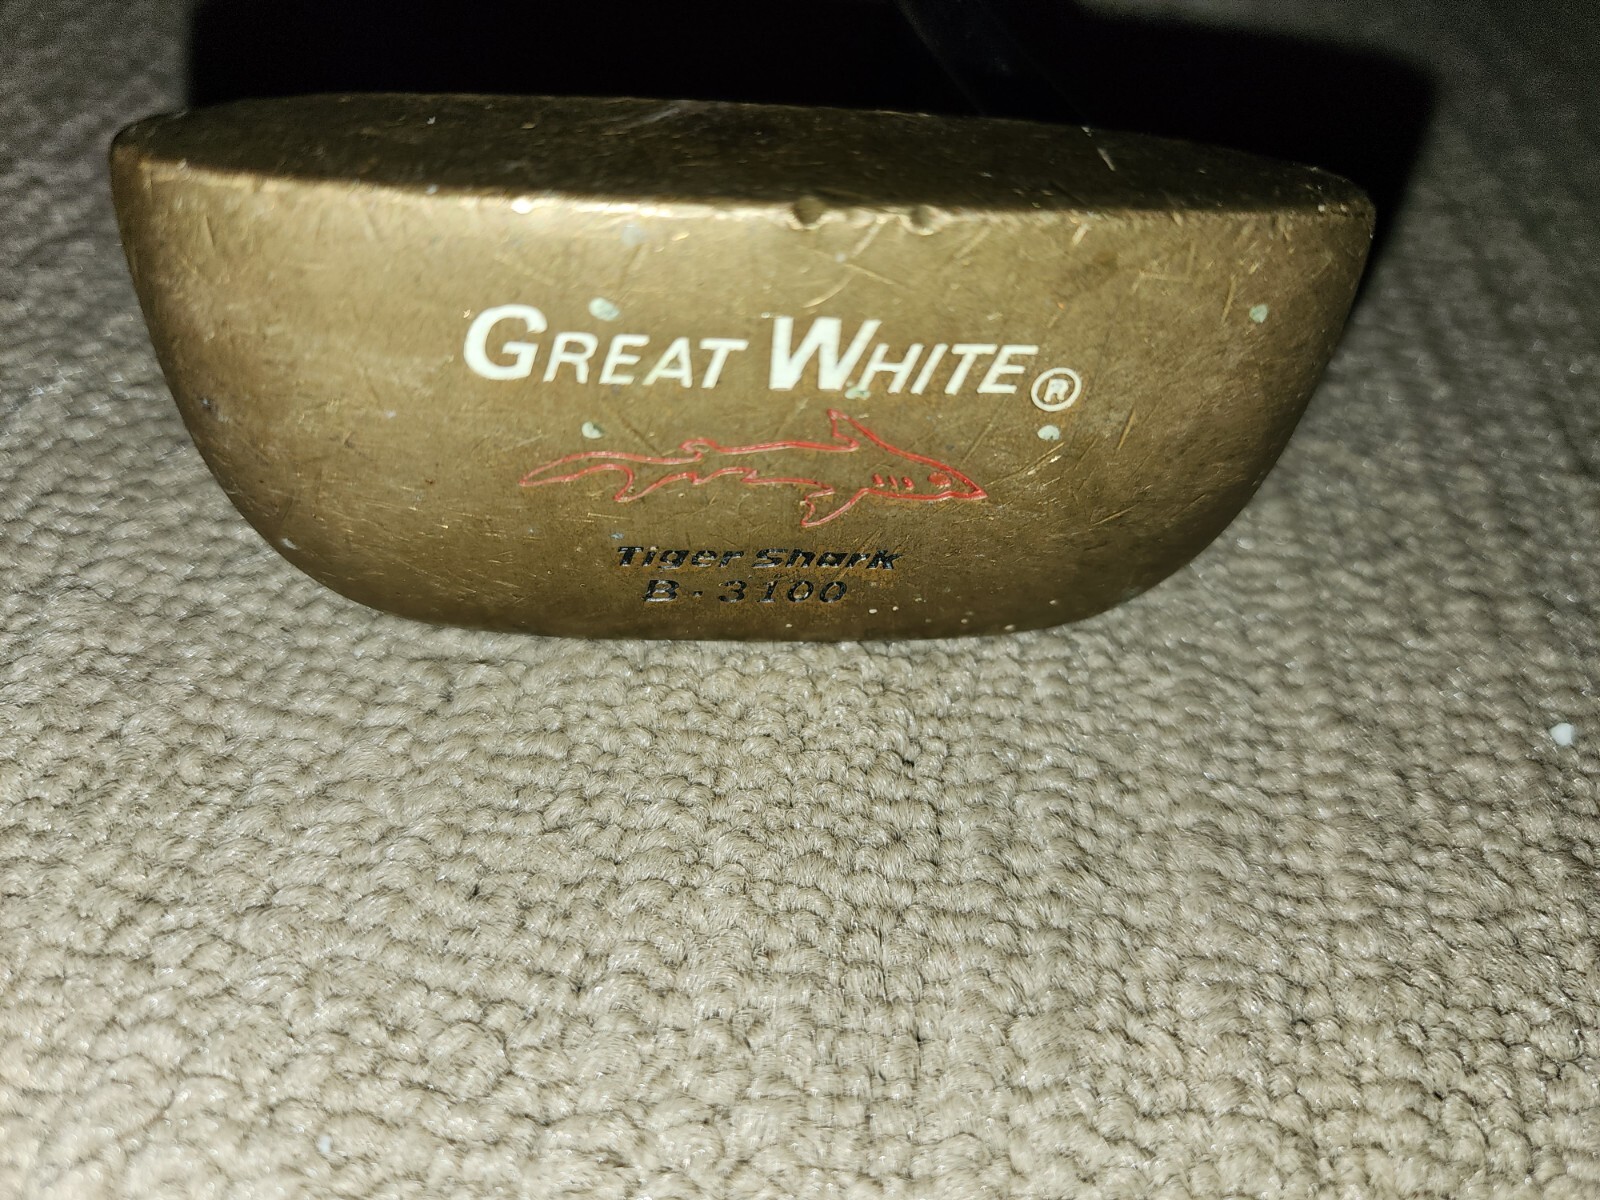 GREAT WHITE®
Tiger Shark
B-3100